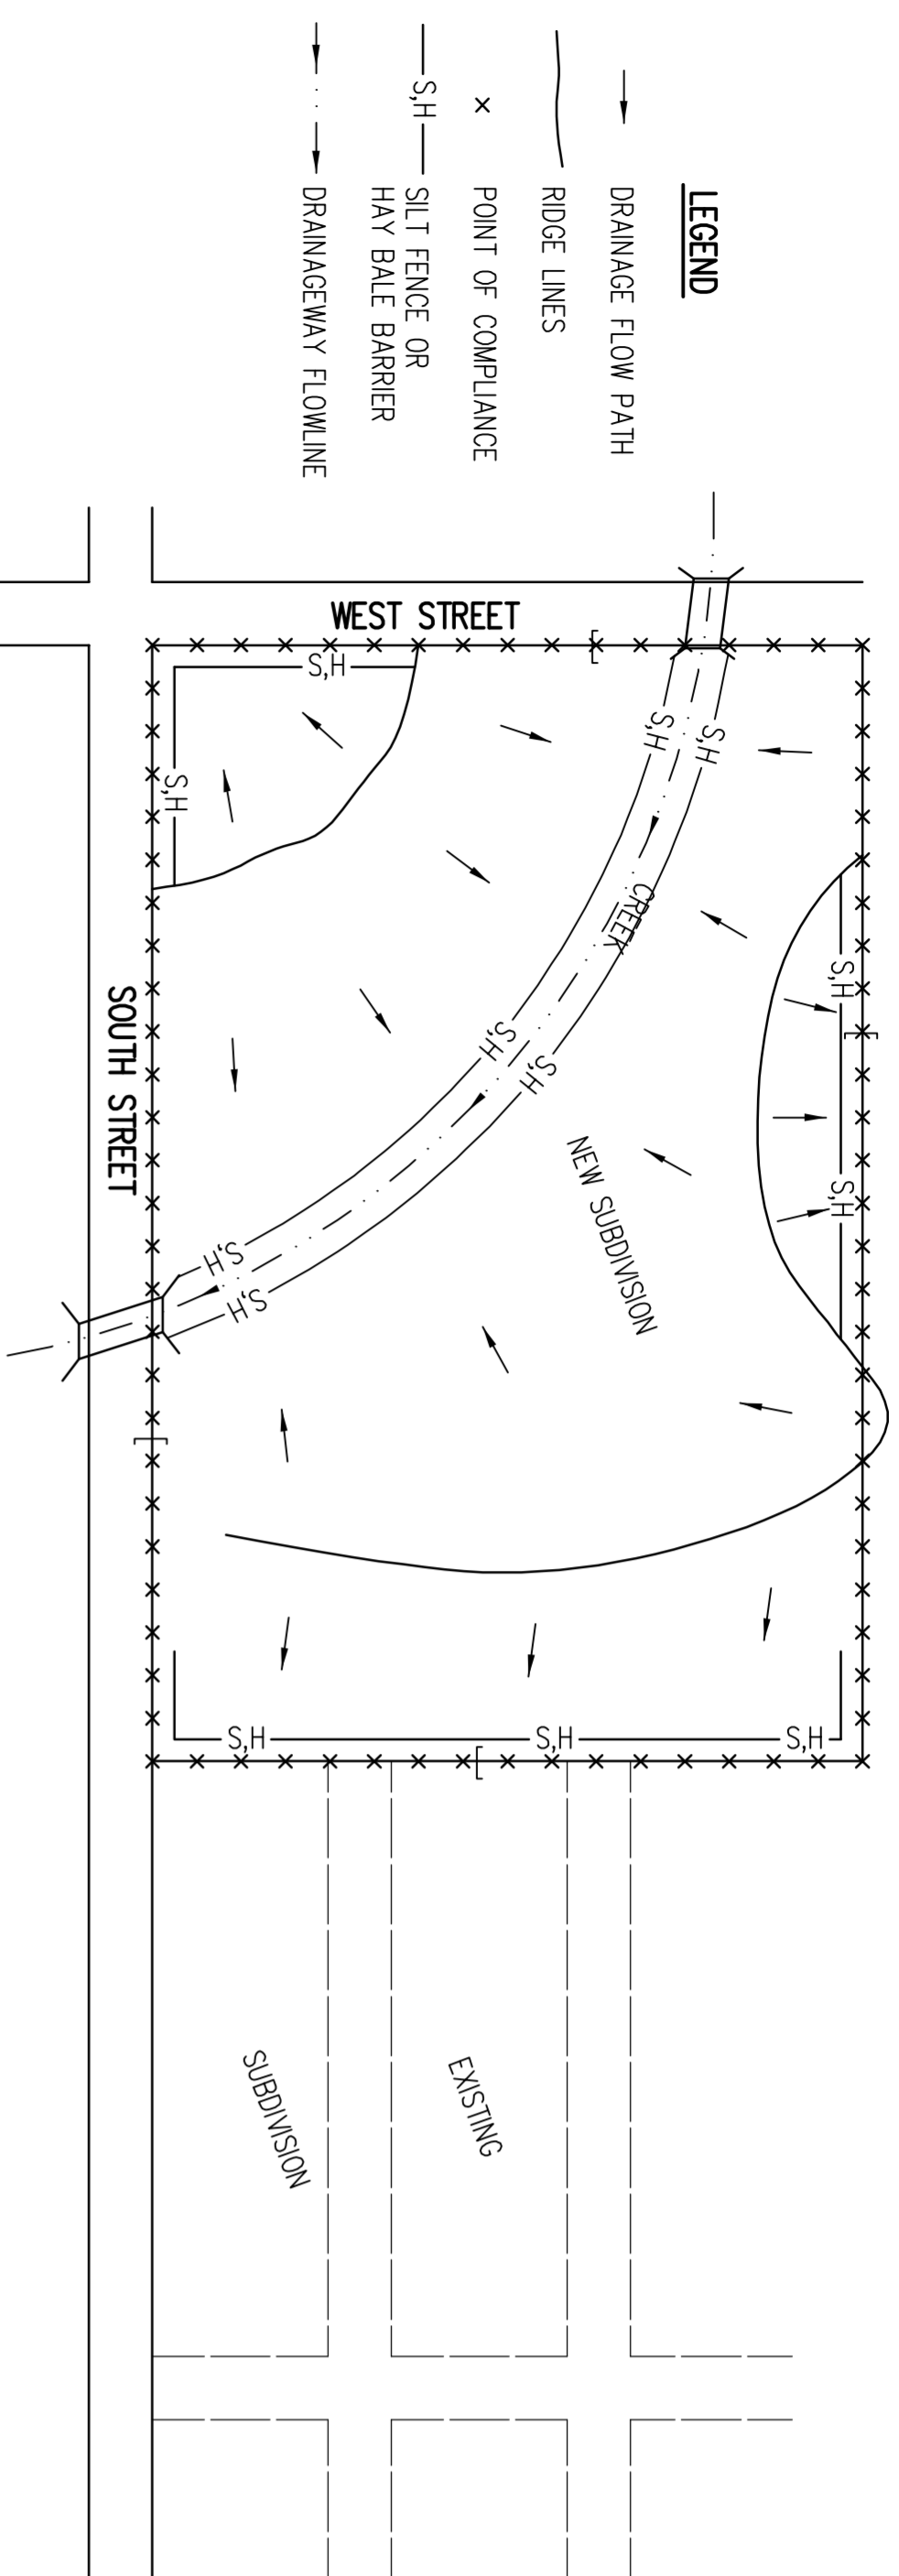 LEGEND
DRAINAGE FLOW PATH
RIDGE LINES
x POINT OF COMPLIANCE
S,H SILT FENCE OR
HAY BALE BARRIER
DRAINAGEWAY FLOWLINE
WEST STREET
S,H
S,H
S,H
S,H
CREEK
S,H
S,H
S,H
S,H
NEW SUBDIVISION
S,H
S,H
SOUTH STREET
S,H
S,H
S,H
EXISTING
SUBDIVISION